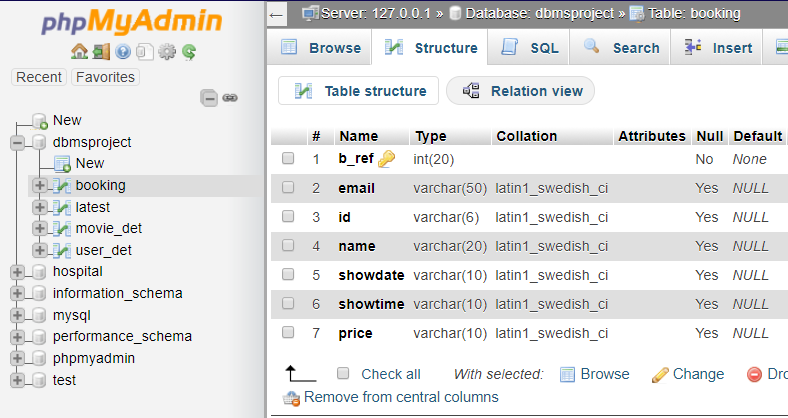 phpMyAdmin
Recent Favorites
New
dbmsproject
New
booking
latest
movie_det
user_det
hospital
information_schema
mysql
performance_schema
phpmyadmin
test
Server: 127.0.0.1 » Database: dbmsproject » Table: booking
Browse Structure SQL Search Insert
Table structure Relation view
# Name Type Collation Attributes Null Default
1 b_ref int(20) No None
2 email varchar(50) latin1_swedish_ci Yes NULL
3 id varchar(6) latin1_swedish_ci Yes NULL
4 name varchar(20) latin1_swedish_ci Yes NULL
5 showdate varchar(10) latin1_swedish_ci Yes NULL
6 showtime varchar(10) latin1_swedish_ci Yes NULL
7 price varchar(10) latin1_swedish_ci Yes NULL
Check all With selected: Browse Change Dro
Remove from central columns